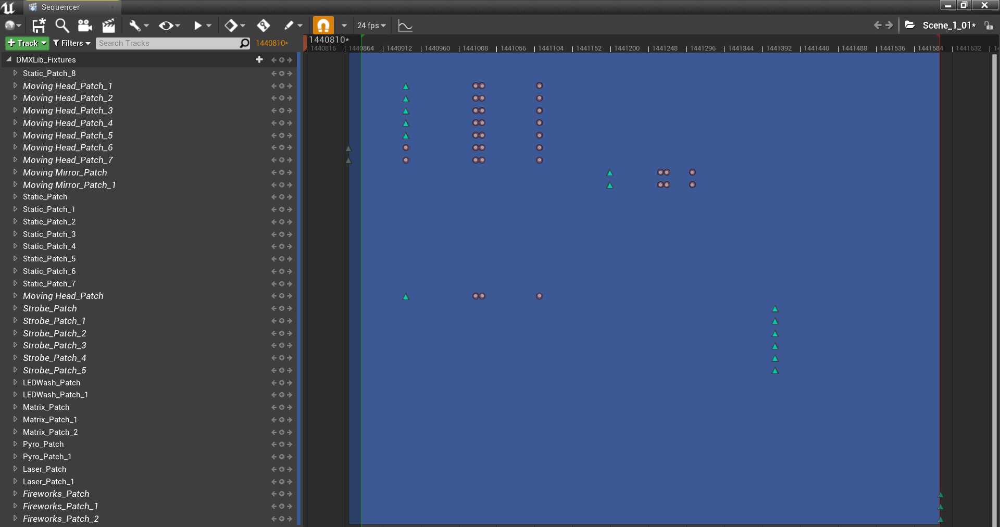 Sequencer
24 fps
Scene_1_01*
Track
Filters
Search Tracks
1440810*
1440810*
1440816 1440864 1440912 1440960 1441008 1441056 1441104 1441152 1441200 1441248 1441296 1441344 1441392 1441440 1441488 1441536 1441584 1441632
DMXLib_Fixtures
Static_Patch_8
Moving Head_Patch_1
Moving Head_Patch_2
Moving Head_Patch_3
Moving Head_Patch_4
Moving Head_Patch_5
Moving Head_Patch_6
Moving Head_Patch_7
Moving Mirror_Patch
Moving Mirror_Patch_1
Static_Patch
Static_Patch_1
Static_Patch_2
Static_Patch_3
Static_Patch_4
Static_Patch_5
Static_Patch_6
Static_Patch_7
Moving Head_Patch
Strobe_Patch
Strobe_Patch_1
Strobe_Patch_2
Strobe_Patch_3
Strobe_Patch_4
Strobe_Patch_5
LEDWash_Patch
LEDWash_Patch_1
Matrix_Patch
Matrix_Patch_1
Matrix_Patch_2
Pyro_Patch
Pyro_Patch_1
Laser_Patch
Laser_Patch_1
Fireworks_Patch
Fireworks_Patch_1
Fireworks_Patch_2